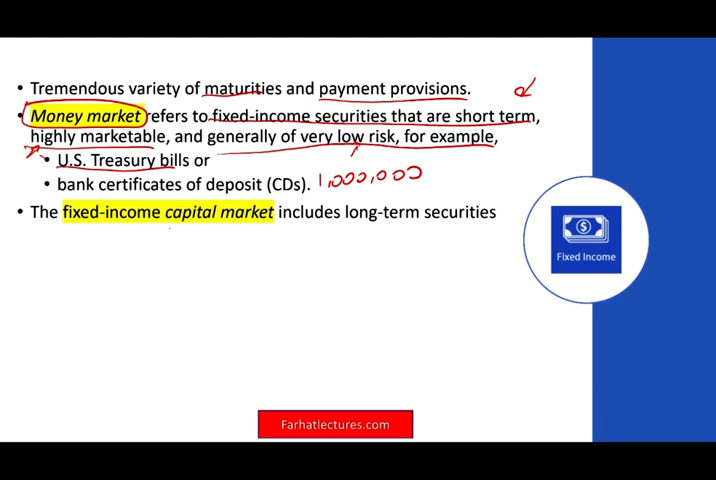 • Tremendous variety of maturities and payment provisions.
• Money market refers to fixed-income securities that are short term,
highly marketable, and generally of very low risk, for example,
• U.S. Treasury bills or
• bank certificates of deposit (CDs). 1,000,000
• The fixed-income capital market includes long-term securities
$
Fixed Income
Farhatlectures.com